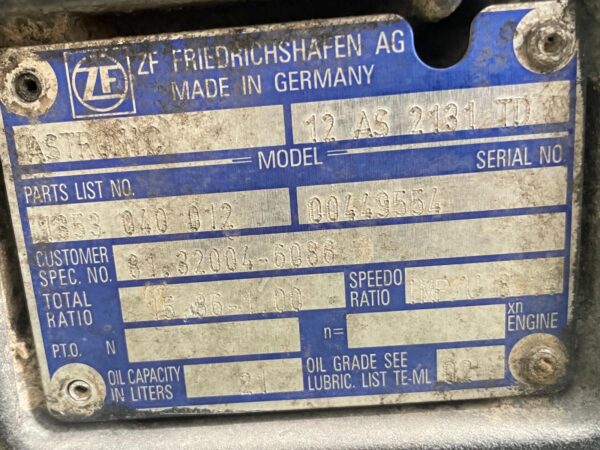 ZF ZF FRIEDRICHSHAFEN AG
MADE IN GERMANY
ASTRONIC 12 AS 2131 TD
MODEL SERIAL NO
PARTS LIST NO. 1353 040 012 00449554
CUSTOMER
SPEC. NO. 81.32004-6086
TOTAL
RATIO 15.86-1.00 SPEEDO
RATIO
P.T.O. N n= xn
ENGINE
OIL CAPACITY
IN LITERS 21 OIL GRADE SEE
LUBRIC. LIST TE-ML 02